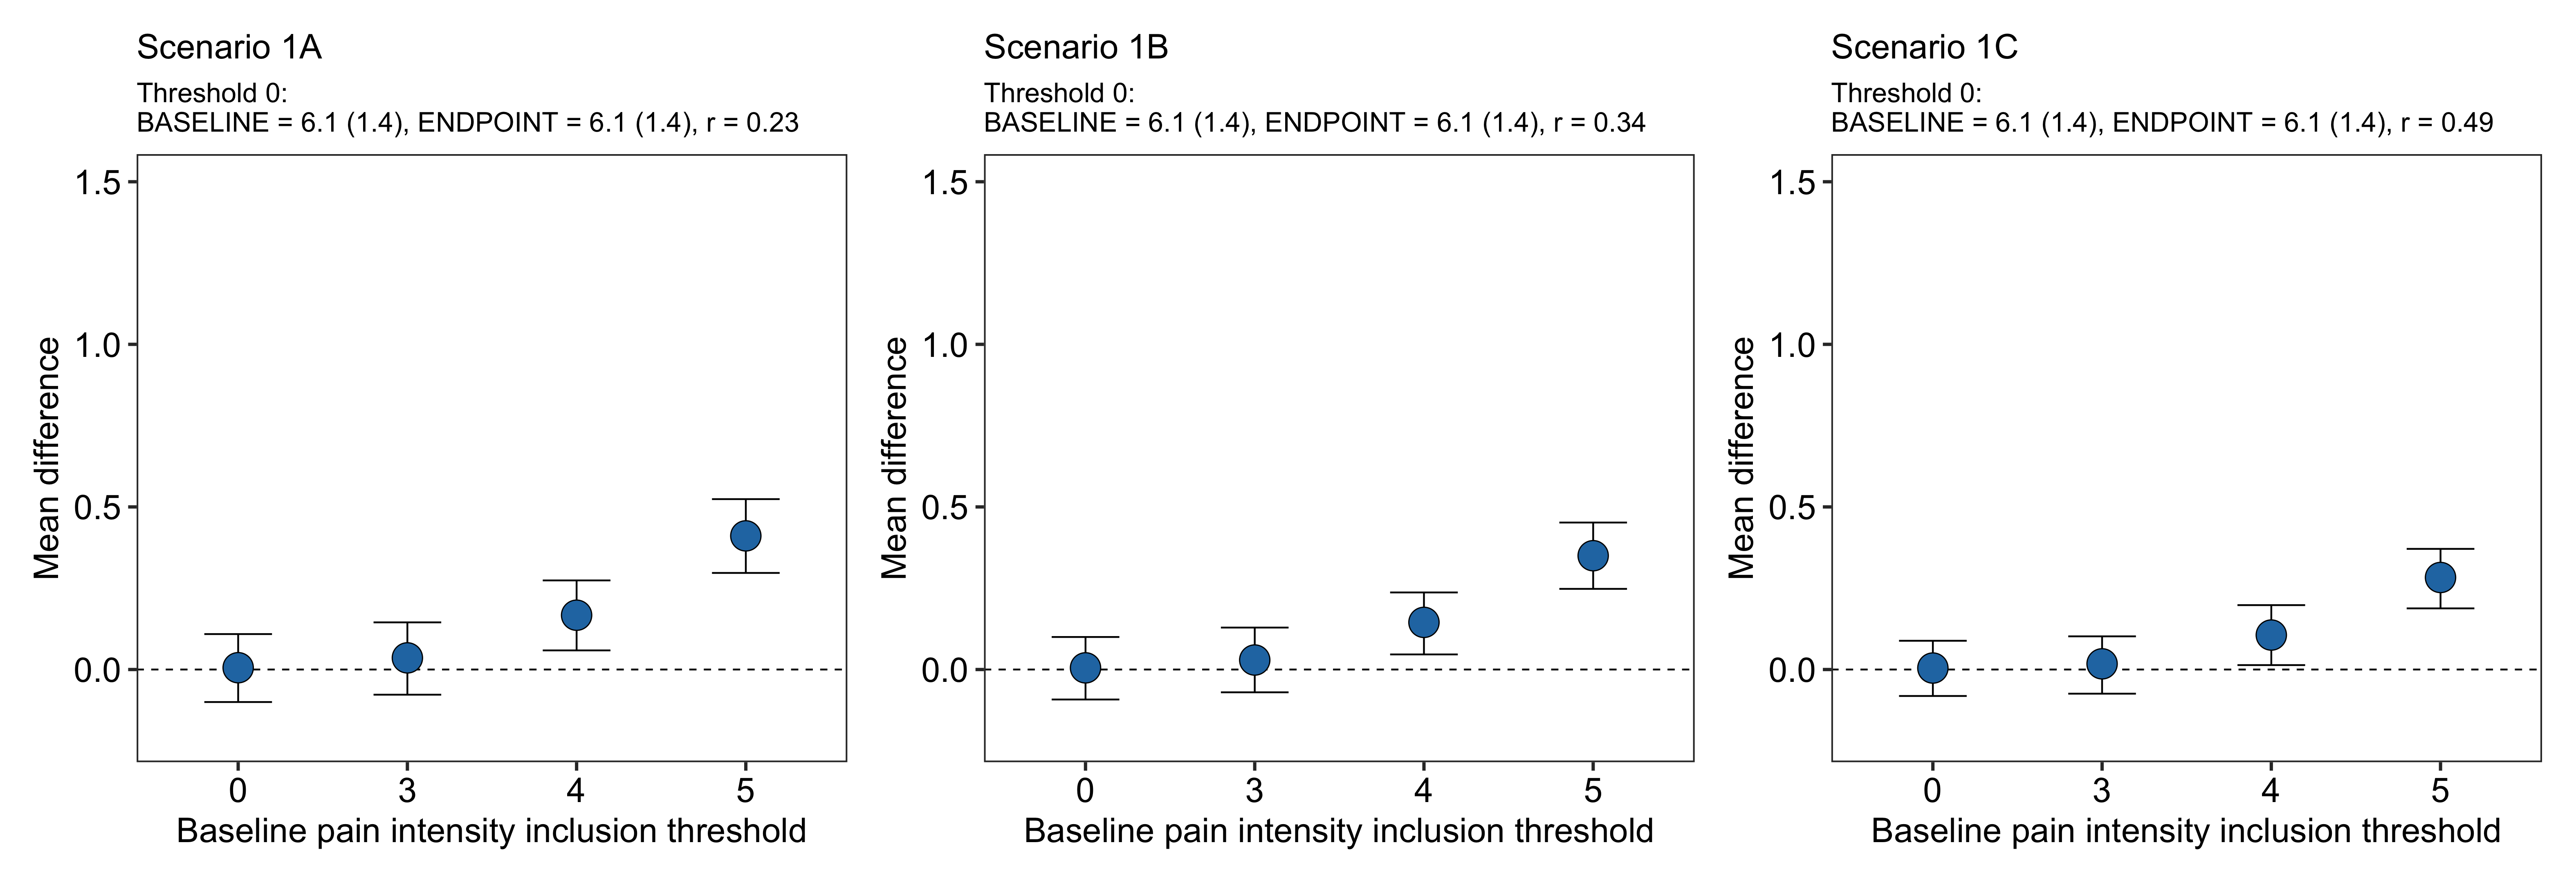 Scenario 1A
Threshold 0:
BASELINE = 6.1 (1.4), ENDPOINT = 6.1 (1.4), r = 0.23
1.5
1.0
0.5
0.0
Mean difference
0 3 4 5
Baseline pain intensity inclusion threshold
Scenario 1B
Threshold 0:
BASELINE = 6.1 (1.4), ENDPOINT = 6.1 (1.4), r = 0.34
1.5
1.0
0.5
0.0
Mean difference
0 3 4 5
Baseline pain intensity inclusion threshold
Scenario 1C
Threshold 0:
BASELINE = 6.1 (1.4), ENDPOINT = 6.1 (1.4), r = 0.49
1.5
1.0
0.5
0.0
Mean difference
0 3 4 5
Baseline pain intensity inclusion threshold